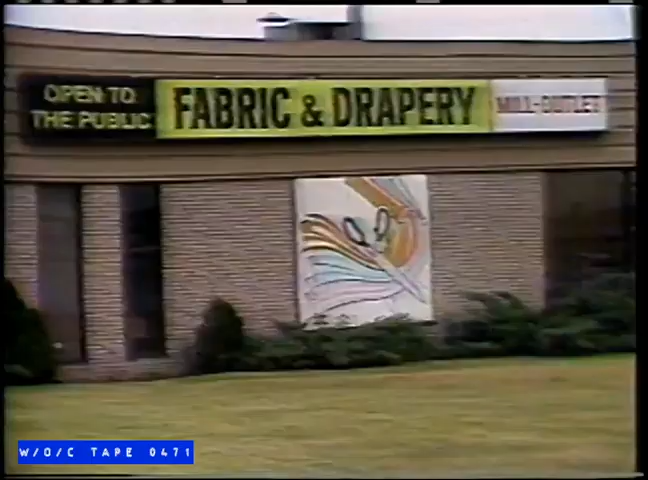 OPEN TO
THE PUBLIC
FABRIC & DRAPERY
MILL-OUTLET
W/O/C TAPE 0471